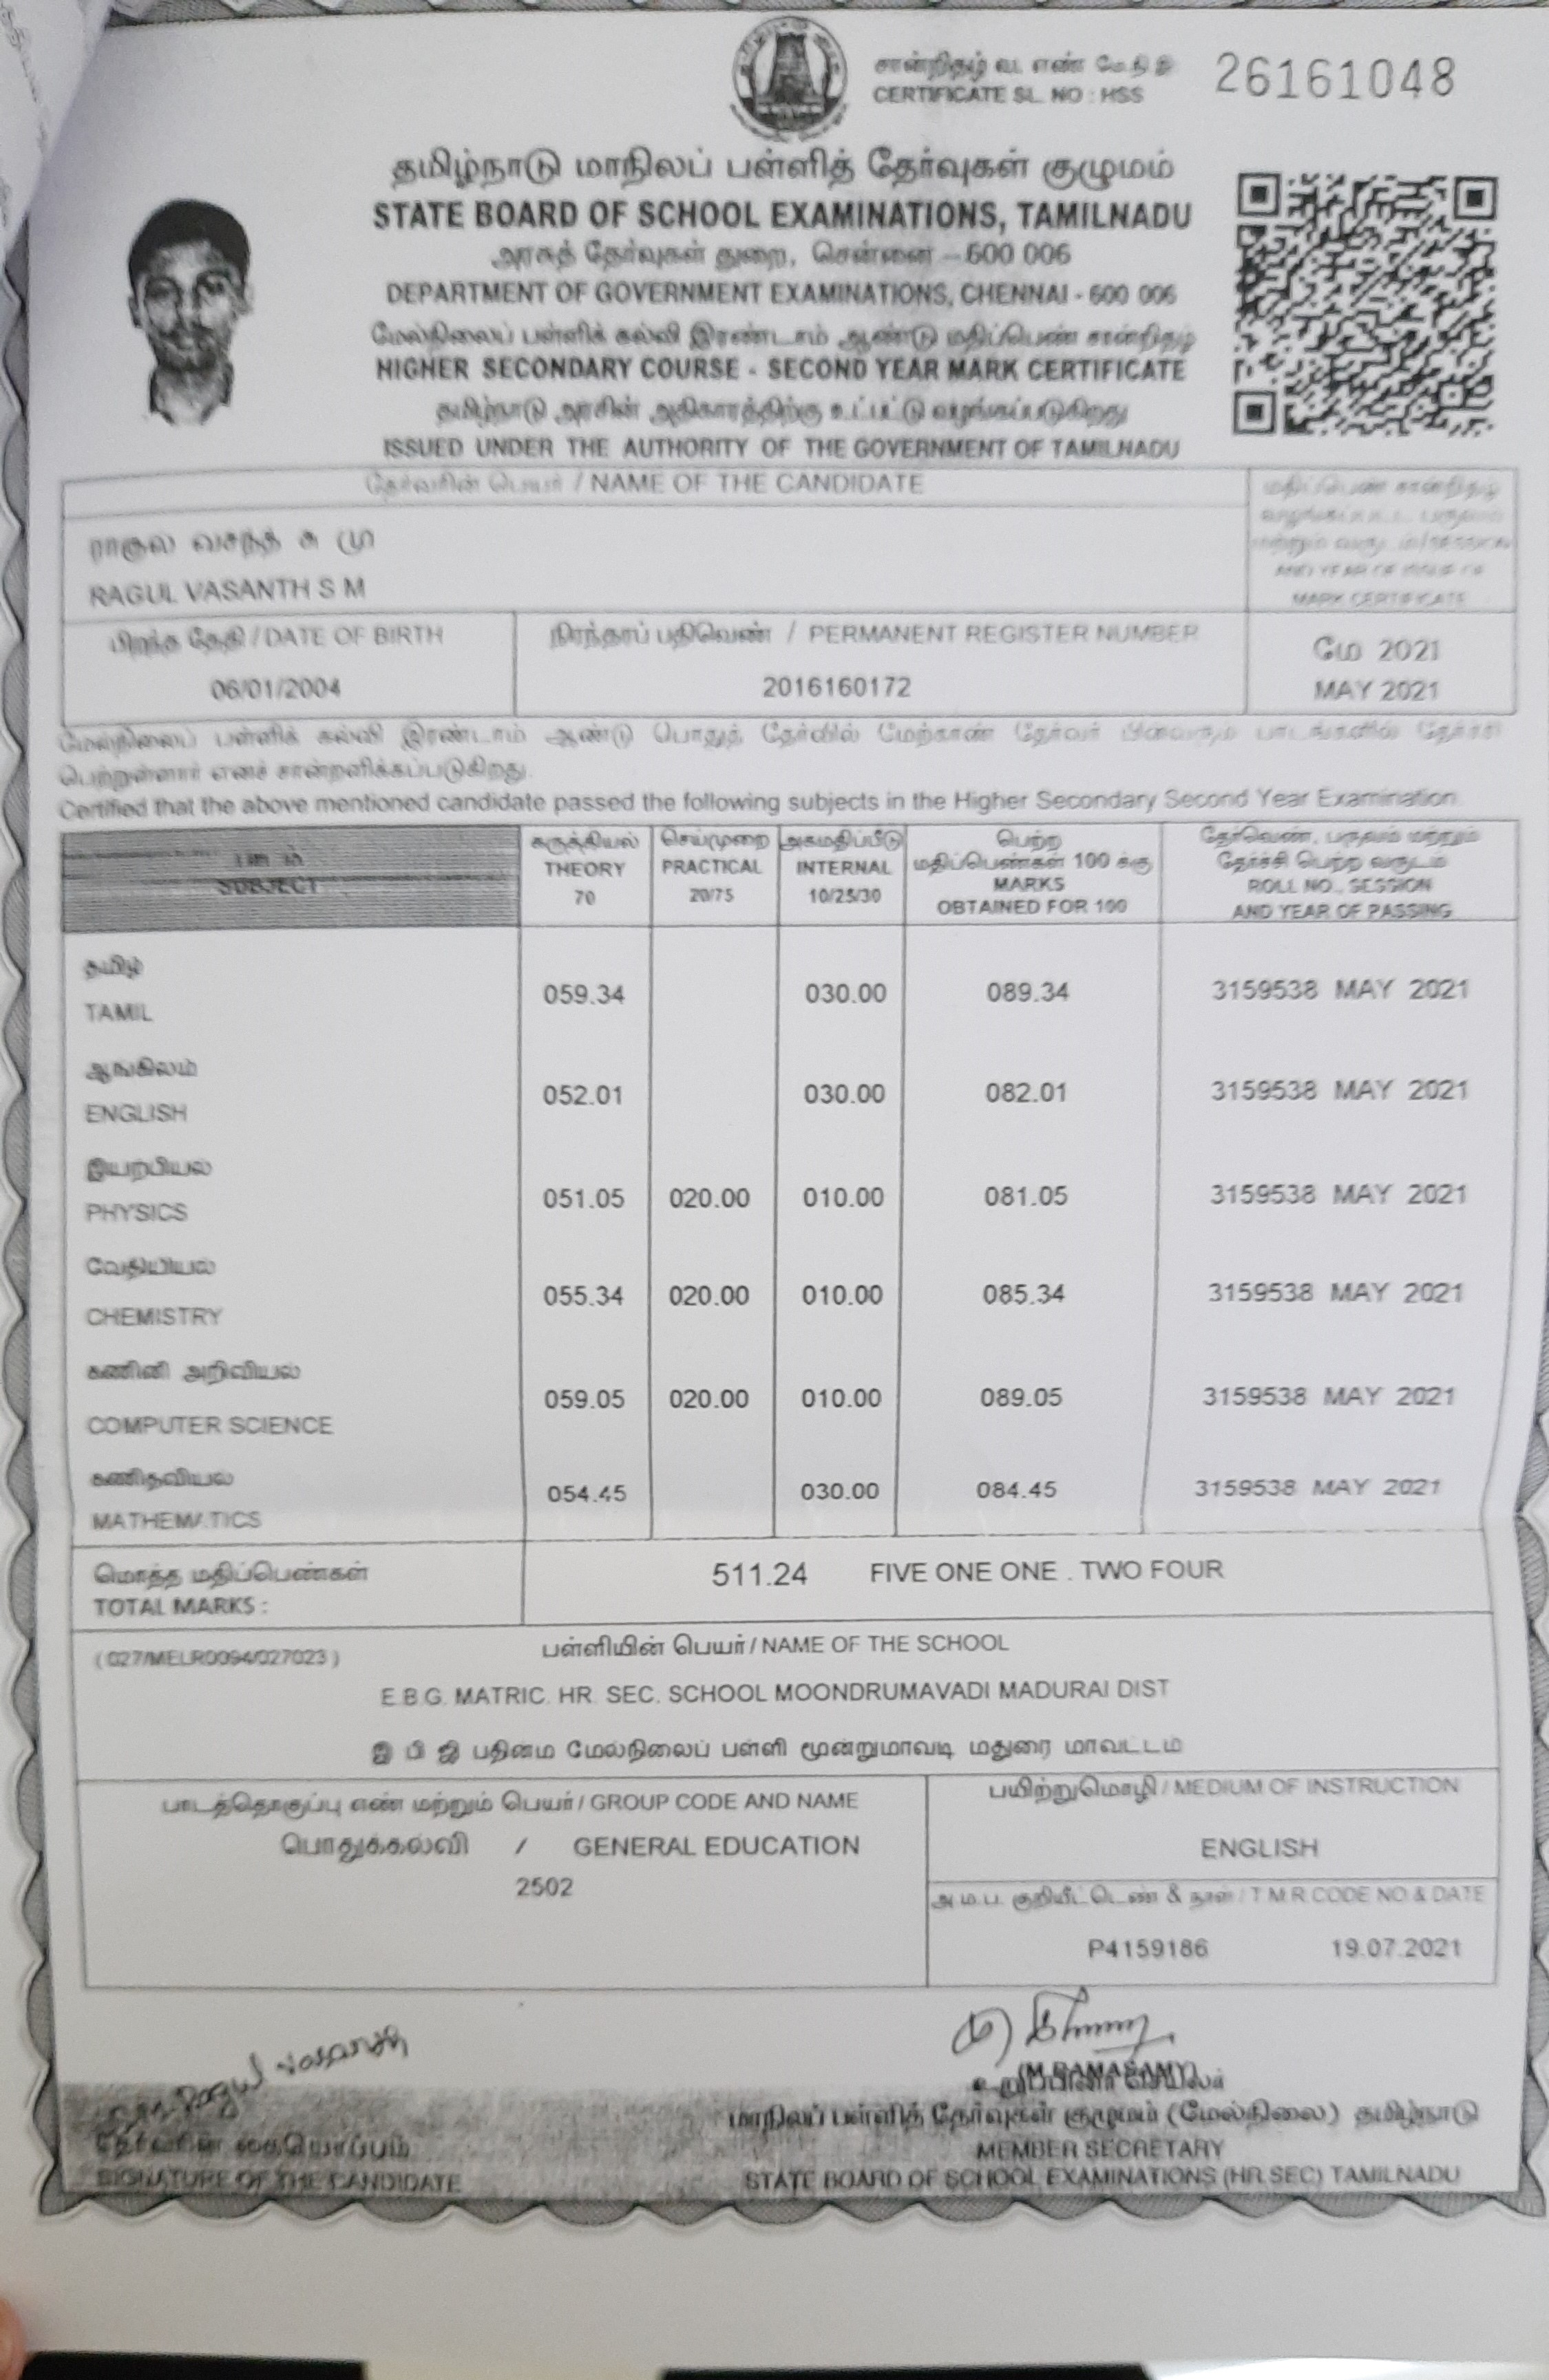 சான்றிதழ் வ. எண் மே.நி.ப
CERTIFICATE SL. NO : HSS 26161048
தமிழ்நாடு மாநிலப் பள்ளித் தேர்வுகள் குழுமம்
STATE BOARD OF SCHOOL EXAMINATIONS, TAMILNADU
அரசுத் தேர்வுகள் துறை, சென்னை – 600 006
DEPARTMENT OF GOVERNMENT EXAMINATIONS, CHENNAI - 600 006
மேல்நிலைப் பள்ளிக் கல்வி இரண்டாம் ஆண்டு மதிப்பெண் சான்றிதழ்
HIGHER SECONDARY COURSE - SECOND YEAR MARK CERTIFICATE
தமிழ்நாடு அரசின் அதிகாரத்திற்கு உட்பட்டு வழங்கப்படுகிறது
ISSUED UNDER THE AUTHORITY OF THE GOVERNMENT OF TAMILNADU
தேர்வரின் பெயர் / NAME OF THE CANDIDATE
ராகுல் வசந்த் சு மு
RAGUL VASANTH S M
AND YEAR OF ISSUE OF
MARK CERTIFICATE
பிறந்த தேதி / DATE OF BIRTH
06/01/2004
நிரந்தரப் பதிவெண் / PERMANENT REGISTER NUMBER
2016160172
மே 2021
MAY 2021
மேல்நிலைப் பள்ளிக் கல்வி இரண்டாம் ஆண்டு பொதுத் தேர்வில் மேற்காண் தேர்வர் பின்வரும் பாடங்களில் தேர்ச்சி
பெற்றுள்ளார் எனச் சான்றளிக்கப்படுகிறது.
Certified that the above mentioned candidate passed the following subjects in the Higher Secondary Second Year Examination.
பாடம்
SUBJECT
கருத்தியல்
THEORY
70
செய்முறை
PRACTICAL
20/75
அகமதிப்பீடு
INTERNAL
10/25/30
பெற்ற
மதிப்பெண்கள் 100 க்கு
MARKS
OBTAINED FOR 100
தேர்வெண், பருவம் மற்றும்
தேர்ச்சி பெற்ற வருடம்
ROLL NO., SESSION
AND YEAR OF PASSING
தமிழ்
TAMIL 059.34 030.00 089.34 3159538 MAY 2021
ஆங்கிலம்
ENGLISH 052.01 030.00 082.01 3159538 MAY 2021
இயற்பியல்
PHYSICS 051.05 020.00 010.00 081.05 3159538 MAY 2021
வேதியியல்
CHEMISTRY 055.34 020.00 010.00 085.34 3159538 MAY 2021
கணினி அறிவியல்
COMPUTER SCIENCE 059.05 020.00 010.00 089.05 3159538 MAY 2021
கணிதவியல்
MATHEMATICS 054.45 030.00 084.45 3159538 MAY 2021
மொத்த மதிப்பெண்கள்
TOTAL MARKS : 511.24 FIVE ONE ONE . TWO FOUR
( 027/MELR0094/027023 ) பள்ளியின் பெயர் / NAME OF THE SCHOOL
E.B.G. MATRIC. HR. SEC. SCHOOL MOONDRUMAVADI MADURAI DIST
இ பி ஜி பதின்ம மேல்நிலைப் பள்ளி மூன்றுமாவடி மதுரை மாவட்டம்
பாடத்தொகுப்பு எண் மற்றும் பெயர் / GROUP CODE AND NAME
பொதுக்கல்வி / GENERAL EDUCATION
2502
பயிற்றுமொழி / MEDIUM OF INSTRUCTION
ENGLISH
அ.ம.ப. குறியீட்டெண் & நாள் / T.M.R.CODE NO.& DATE
P4159186 19.07.2021
(M.RAMASAMY)
உறுப்பினர் செயலர்
மாநிலப் பள்ளித் தேர்வுகள் குழுமம் (மேல்நிலை) தமிழ்நாடு
தேர்வரின் கையொப்பம்
MEMBER SECRETARY
SIGNATURE OF THE CANDIDATE
STATE BOARD OF SCHOOL EXAMINATIONS (HR.SEC) TAMILNADU